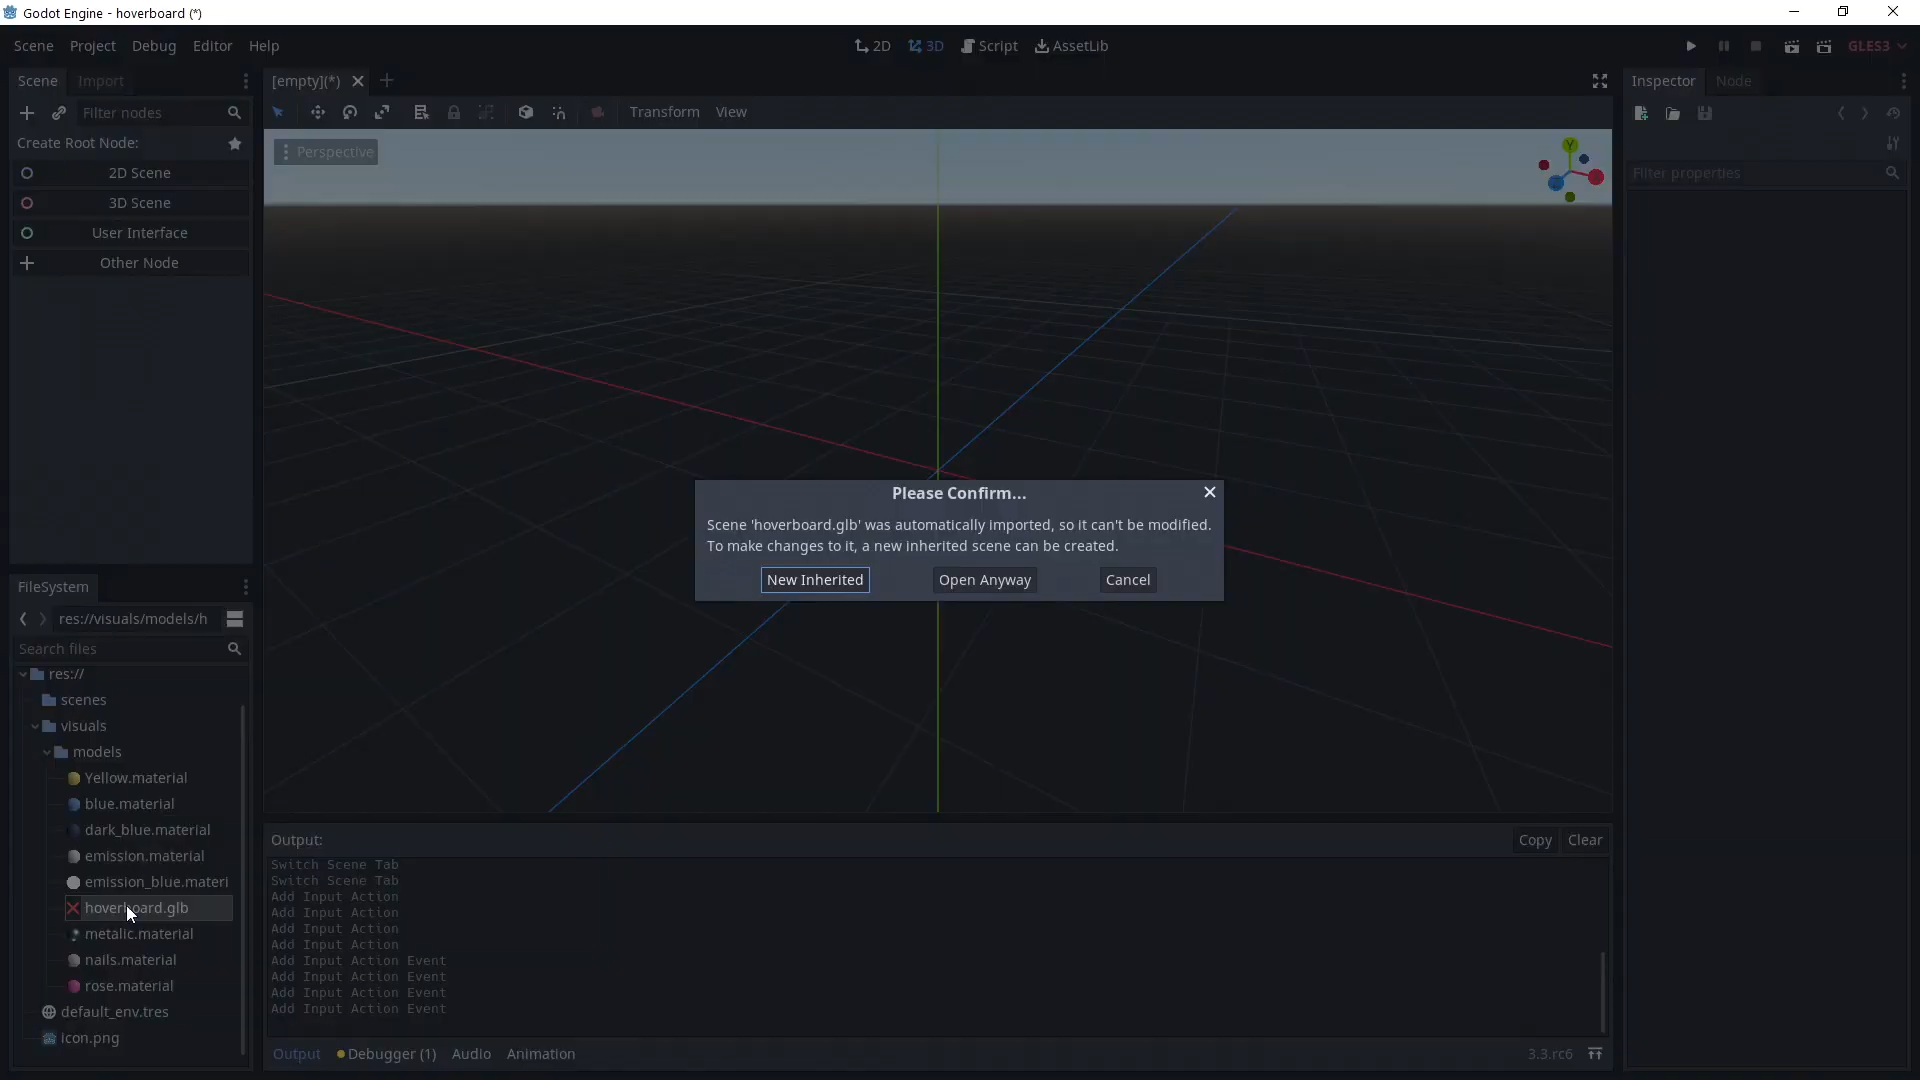 Godot Engine - hoverboard (*)
Scene Project Debug Editor Help
2D 3D Script AssetLib
GLES3
Scene Import
Filter nodes
Create Root Node:
2D Scene
3D Scene
User Interface
Other Node
[empty](*)
Transform View
Perspective
Y
Inspector Node
Filter properties
Please Confirm...
Scene 'hoverboard.glb' was automatically imported, so it can't be modified.
To make changes to it, a new inherited scene can be created.
New Inherited Open Anyway Cancel
FileSystem
res://visuals/models/h
Search files
res://
scenes
visuals
models
Yellow.material
blue.material
dark_blue.material
emission.material
emission_blue.materi
hoverboard.glb
metalic.material
nails.material
rose.material
default_env.tres
icon.png
Output:
Copy Clear
Switch Scene Tab
Switch Scene Tab
Add Input Action
Add Input Action
Add Input Action
Add Input Action
Add Input Action Event
Add Input Action Event
Add Input Action Event
Add Input Action Event
Output Debugger (1) Audio Animation
3.3.rc6